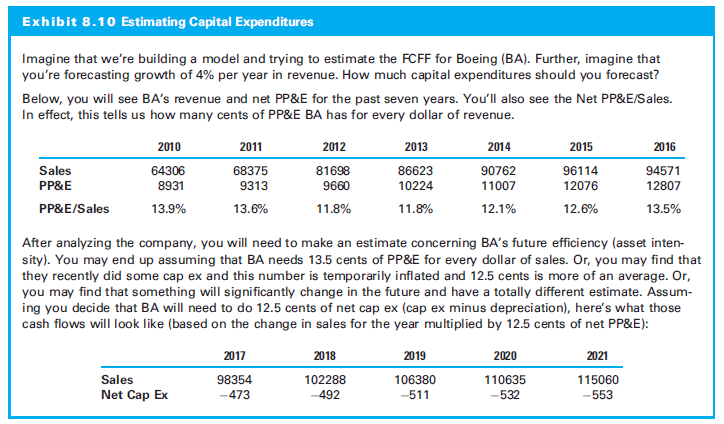 Exhibit 8.10 Estimating Capital Expenditures
Imagine that we're building a model and trying to estimate the FCFF for Boeing (BA). Further, imagine that
you're forecasting growth of 4% per year in revenue. How much capital expenditures should you forecast?
Below, you will see BA's revenue and net PP&E for the past seven years. You'll also see the Net PP&E/Sales.
In effect, this tells us how many cents of PP&E BA has for every dollar of revenue.
2010 2011 2012 2013 2014 2015 2016
Sales 64306 68375 81698 86623 90762 96114 94571
PP&E 8931 9313 9660 10224 11007 12076 12807
PP&E/Sales 13.9% 13.6% 11.8% 11.8% 12.1% 12.6% 13.5%
After analyzing the company, you will need to make an estimate concerning BA's future efficiency (asset inten-
sity). You may end up assuming that BA needs 13.5 cents of PP&E for every dollar of sales. Or, you may find that
they recently did some cap ex and this number is temporarily inflated and 12.5 cents is more of an average. Or,
you may find that something will significantly change in the future and have a totally different estimate. Assum-
ing you decide that BA will need to do 12.5 cents of net cap ex (cap ex minus depreciation), here's what those
cash flows will look like (based on the change in sales for the year multiplied by 12.5 cents of net PP&E):
2017 2018 2019 2020 2021
Sales 98354 102288 106380 110635 115060
Net Cap Ex −473 −492 −511 −532 −553